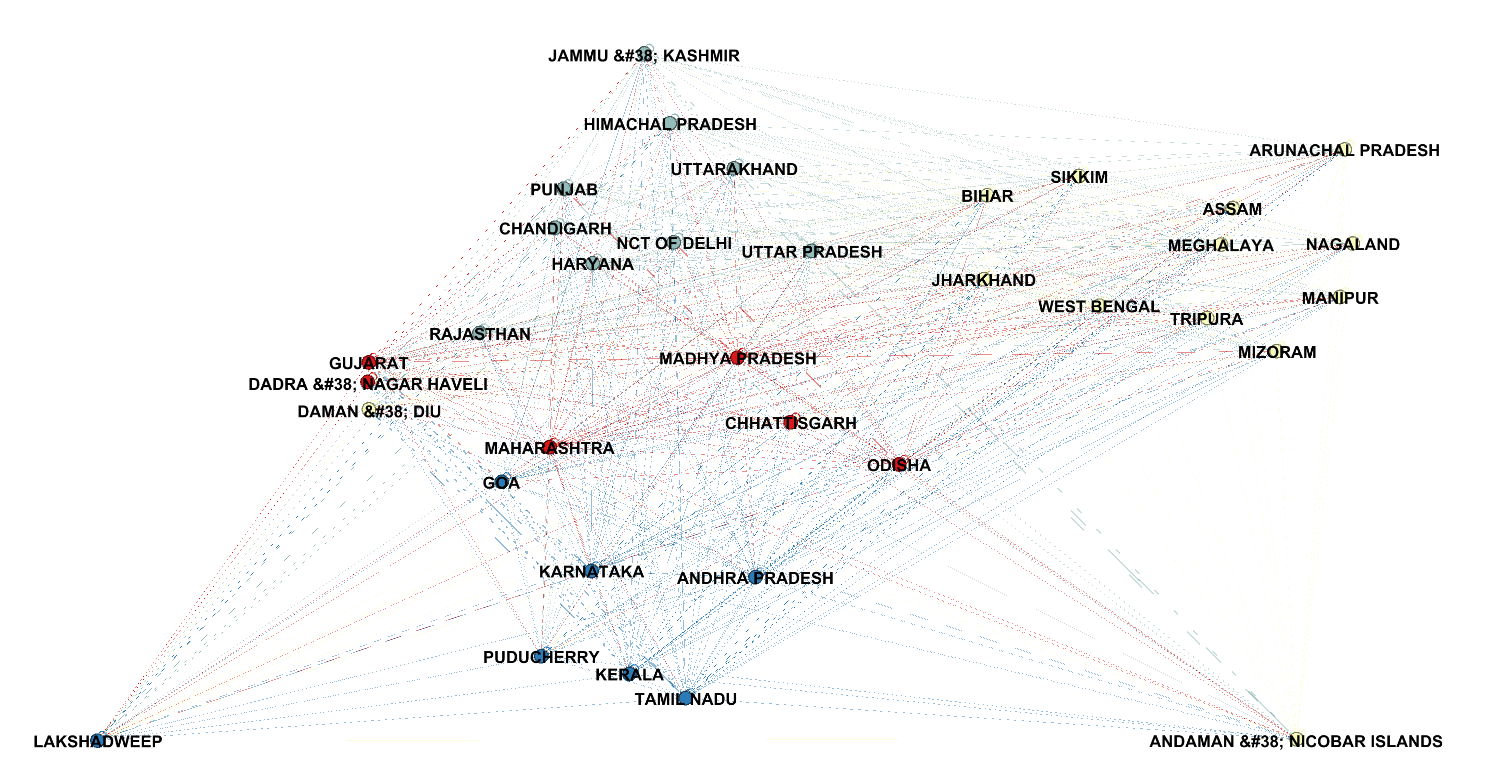 JAMMU &#38; KASHMIR
HIMACHAL PRADESH
ARUNACHAL PRADESH
UTTARAKHAND
SIKKIM
PUNJAB
BIHAR
ASSAM
CHANDIGARH
NCT OF DELHI
MEGHALAYA
NAGALAND
UTTAR PRADESH
HARYANA
JHARKHAND
MANIPUR
WEST BENGAL
TRIPURA
RAJASTHAN
MIZORAM
MADHYA PRADESH
GUJARAT
DADRA &#38; NAGAR HAVELI
DAMAN &#38; DIU
CHHATTISGARH
MAHARASHTRA
ODISHA
GOA
KARNATAKA
ANDHRA PRADESH
PUDUCHERRY
KERALA
TAMIL NADU
LAKSHADWEEP
ANDAMAN &#38; NICOBAR ISLANDS